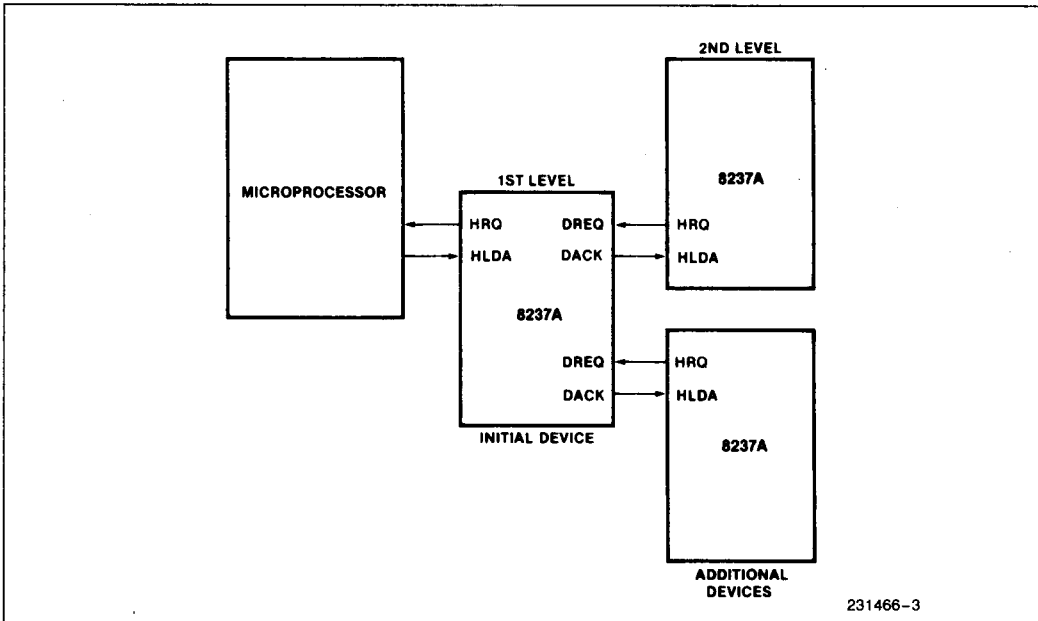 2ND LEVEL
MICROPROCESSOR
8237A
1ST LEVEL
HRQ
DREQ
HRQ
HLDA
DACK
HLDA
8237A
DREQ
HRQ
DACK
HLDA
INITIAL DEVICE
8237A
ADDITIONAL
DEVICES
231466-3